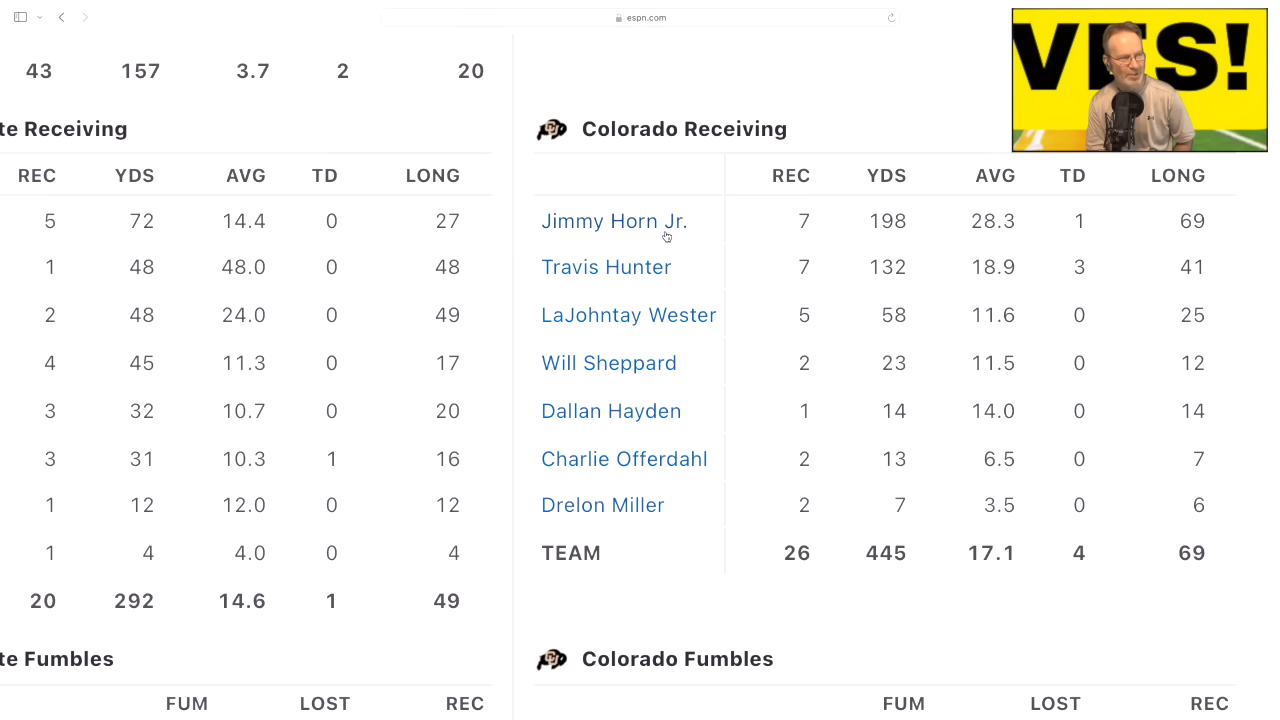 espn.com
VES!
43 157 3.7 2 20
te Receiving
REC YDS AVG TD LONG
5 72 14.4 0 27
1 48 48.0 0 48
2 48 24.0 0 49
4 45 11.3 0 17
3 32 10.7 0 20
3 31 10.3 1 16
1 12 12.0 0 12
1 4 4.0 0 4
20 292 14.6 1 49
te Fumbles
FUM LOST REC
Colorado Receiving
REC YDS AVG TD LONG
Jimmy Horn Jr. 7 198 28.3 1 69
Travis Hunter 7 132 18.9 3 41
LaJohntay Wester 5 58 11.6 0 25
Will Sheppard 2 23 11.5 0 12
Dallan Hayden 1 14 14.0 0 14
Charlie Offerdahl 2 13 6.5 0 7
Drelon Miller 2 7 3.5 0 6
TEAM 26 445 17.1 4 69
Colorado Fumbles
FUM LOST REC